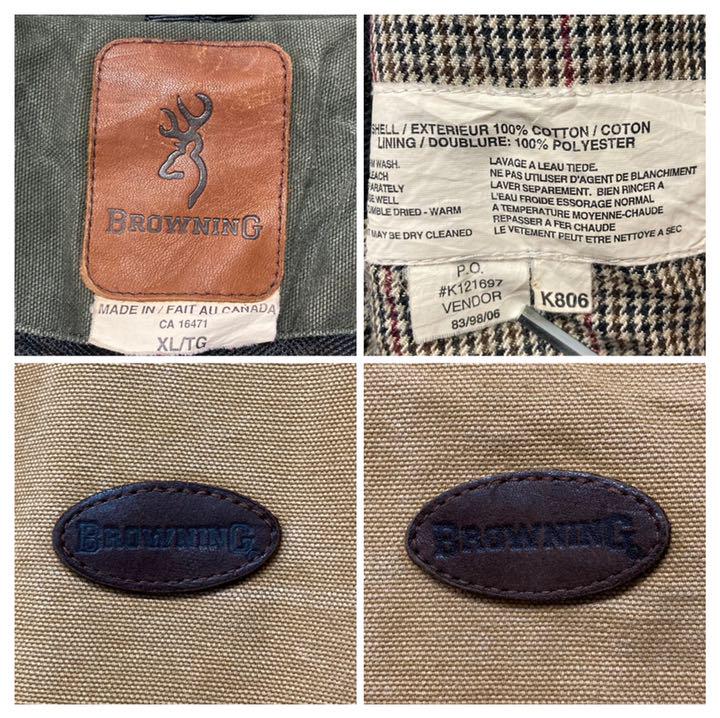 BROWNING
MADE IN / FAIT AU CANADA
CA 16471
XL/TG
SHELL / EXTERIEUR 100% COTTON / COTON
LINING / DOUBLURE: 100% POLYESTER
WASH.
LAVAGE A LEAU TIEDE.
NE PAS UTILISER D'AGENT DE BLANCHIMENT
LAVER SEPAREMENT. BIEN RINCER A
WELL
L'EAU FROIDE ESSORAGE NORMAL
DRIED - WARM
A TEMPERATURE MOYENNE-CHAUDE
REPASSER A FER CHAUDE
MAY BE DRY CLEANED
LE VETEMENT PEUT ETRE NETTOYE A SEC
P.O.
#K121697
VENDOR
83/98/06
K806
BROWNING
BROWNING